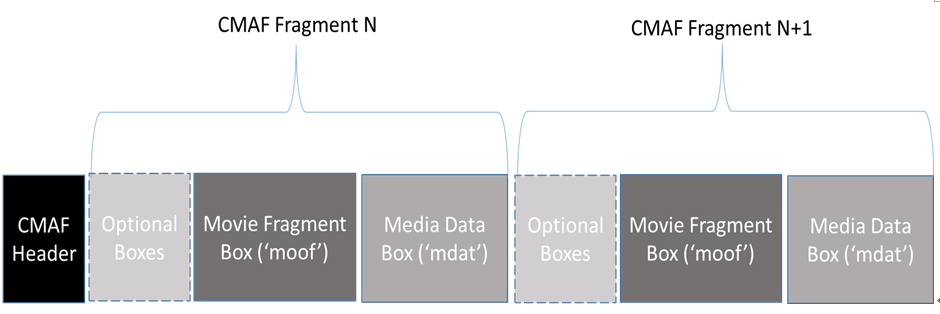 CMAF Fragment N
CMAF Fragment N+1
CMAF
Header
Optional
Boxes
Movie Fragment
Box (‘moof’)
Media Data
Box (‘mdat’)
Optional
Boxes
Movie Fragment
Box (‘moof’)
Media Data
Box (‘mdat’)